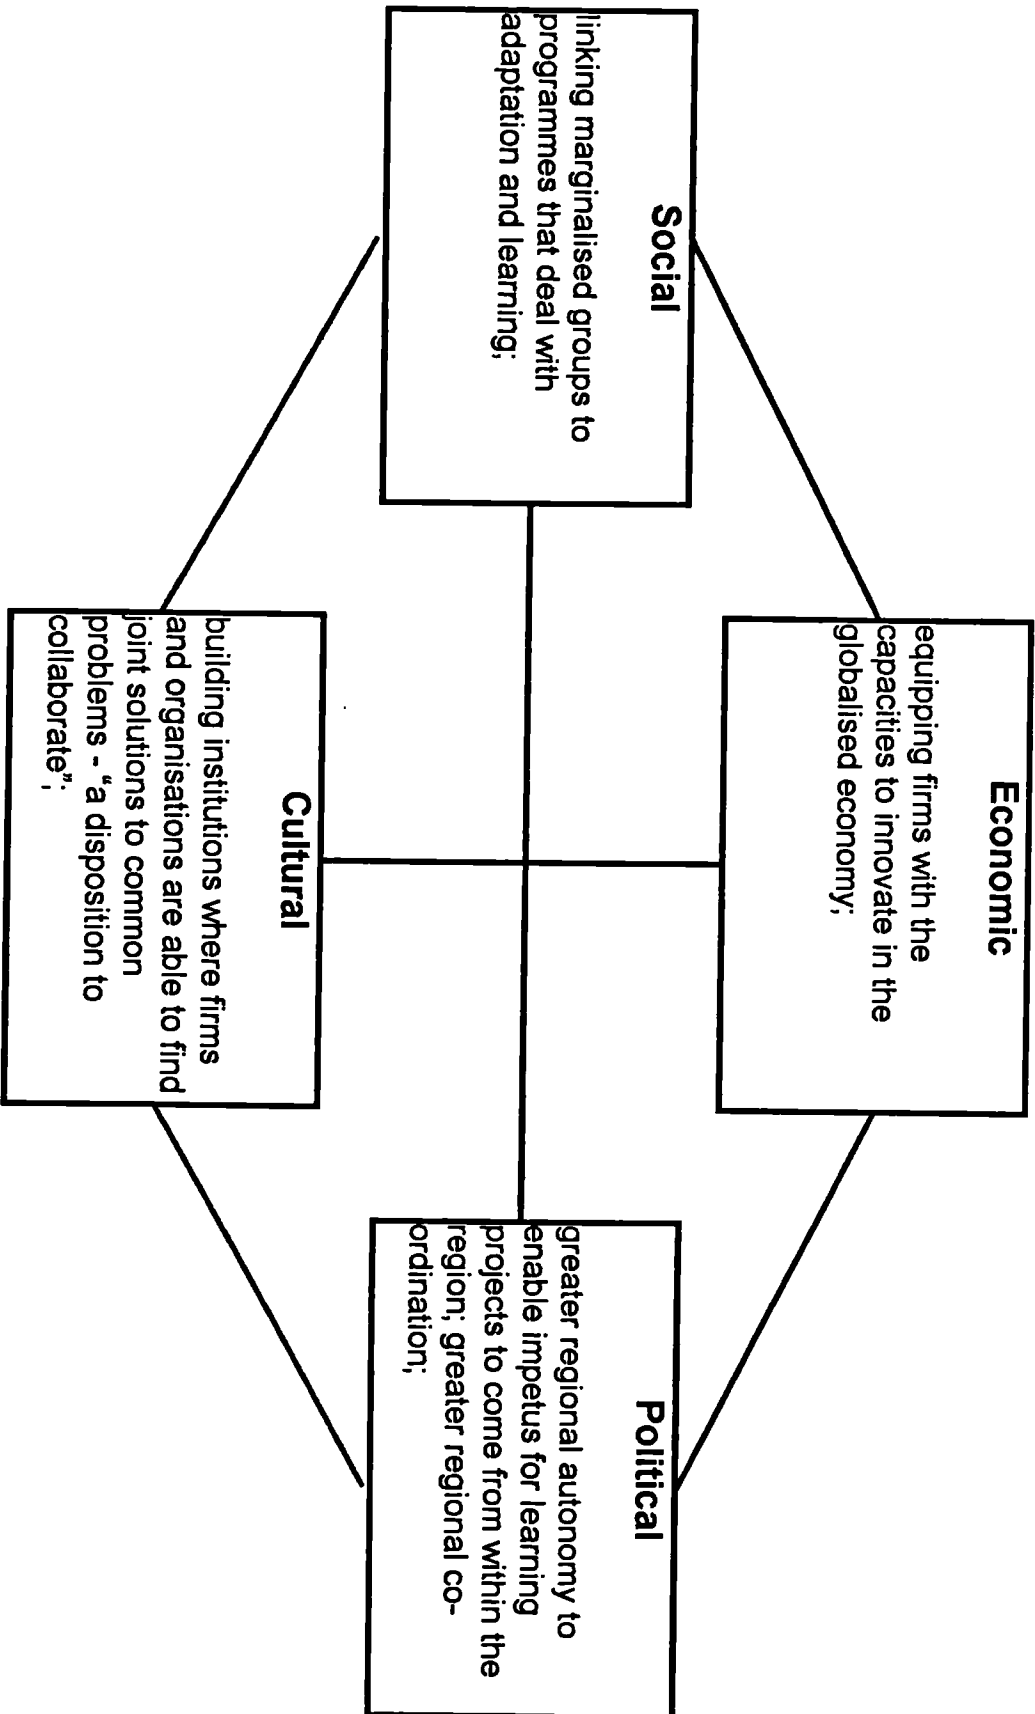 Economic
equipping firms with the
capacities to innovate in the
globalised economy;
Social
linking marginalised groups to
programmes that deal with
adaptation and learning;
Political
greater regional autonomy to
enable impetus for learning
projects to come from within the
region; greater regional co-
ordination;
Cultural
building institutions where firms
and organisations are able to find
joint solutions to common
problems - “a disposition to
collaborate”;